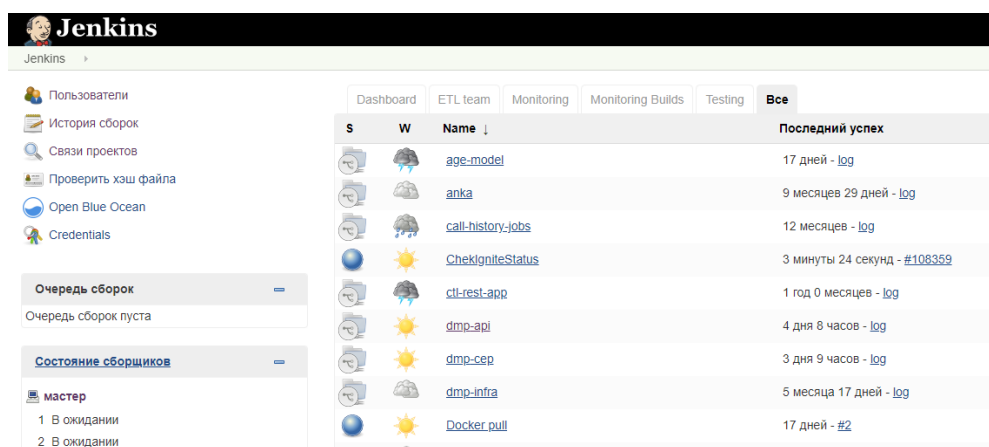 Jenkins
Jenkins
Пользователи
История сборок
Связи проектов
Проверить хэш файла
Open Blue Ocean
Credentials
Очередь сборок
Очередь сборок пуста
Состояние сборщиков
мастер
1 В ожидании
2 В ожидании
Dashboard ETL team Monitoring Monitoring Builds Testing Все
S W Name ↓ Последний успех
age-model 17 дней - log
anka 9 месяцев 29 дней - log
call-history-jobs 12 месяцев - log
ChekIgniteStatus 3 минуты 24 секунд - #108359
ctl-rest-app 1 год 0 месяцев - log
dmp-api 4 дня 8 часов - log
dmp-cep 3 дня 9 часов - log
dmp-infra 5 месяца 17 дней - log
Docker pull 17 дней - #2